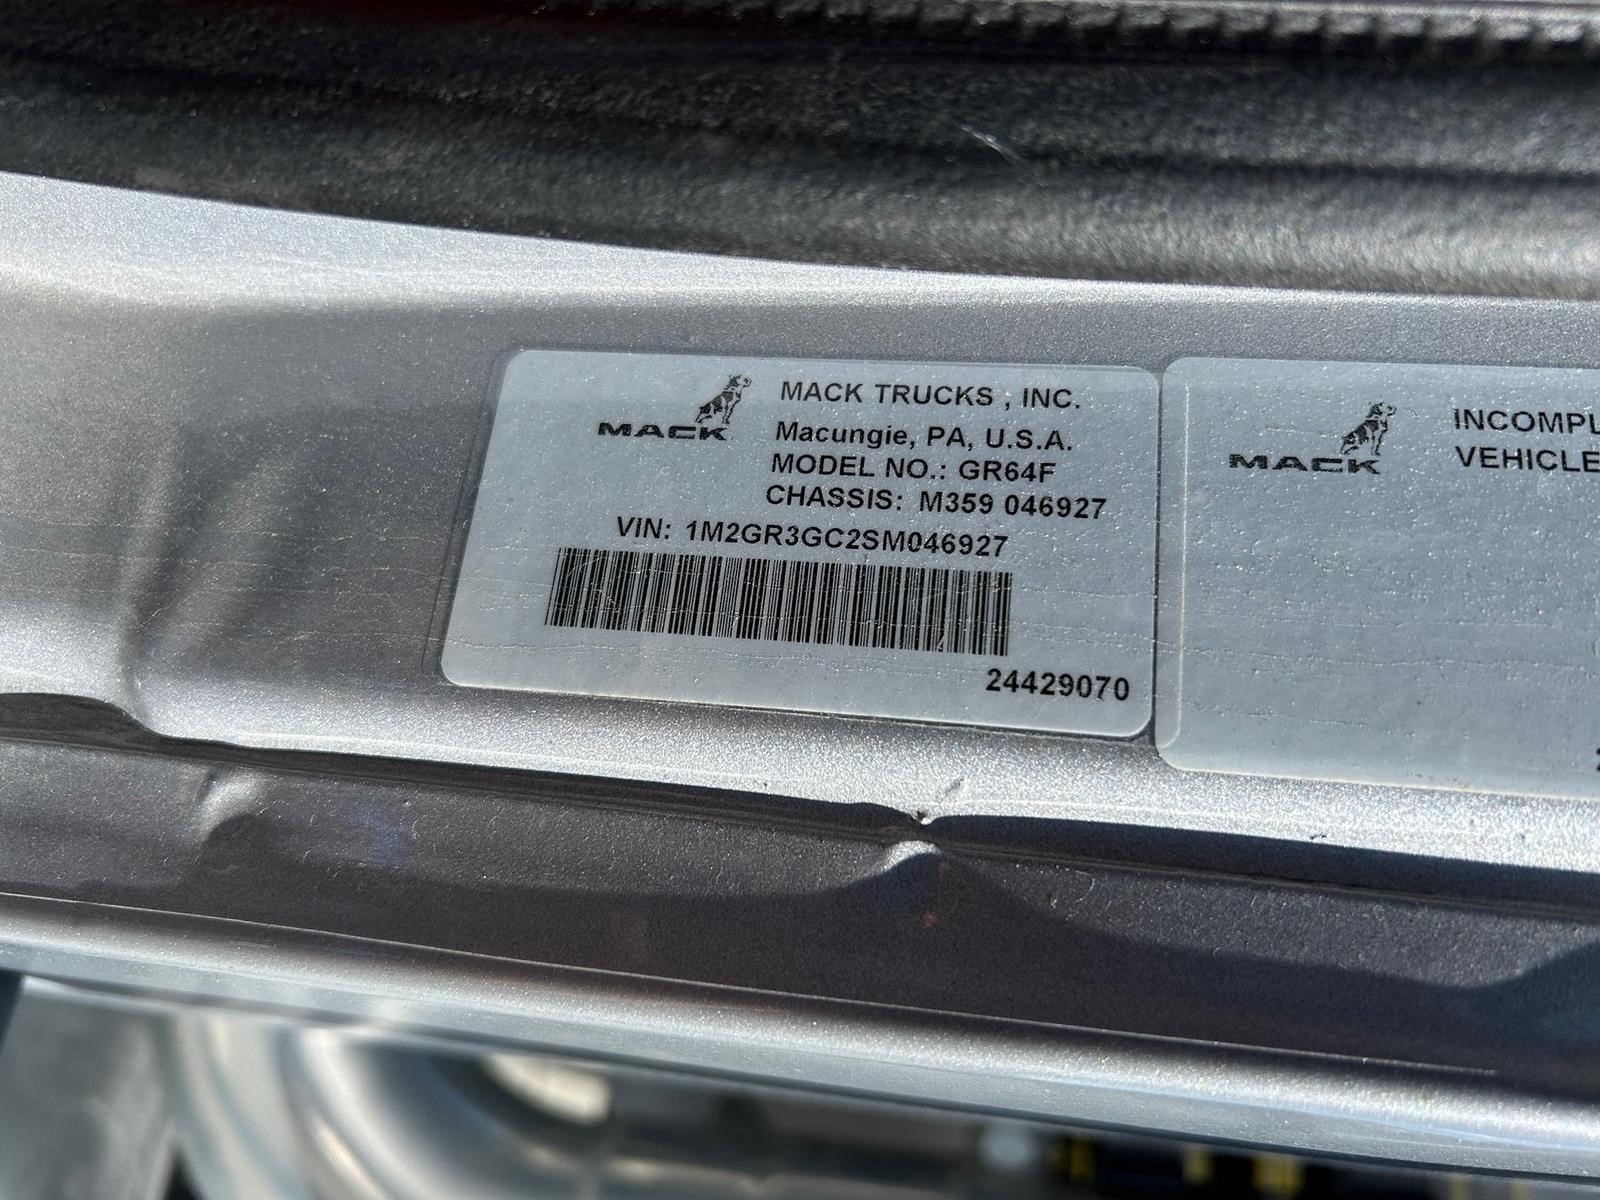 MACK
MACK TRUCKS , INC.
Macungie, PA, U.S.A.
MODEL NO.: GR64F
CHASSIS: M359 046927
VIN: 1M2GR3GC2SM046927
24429070
MACK
INCOMPL
VEHICLE